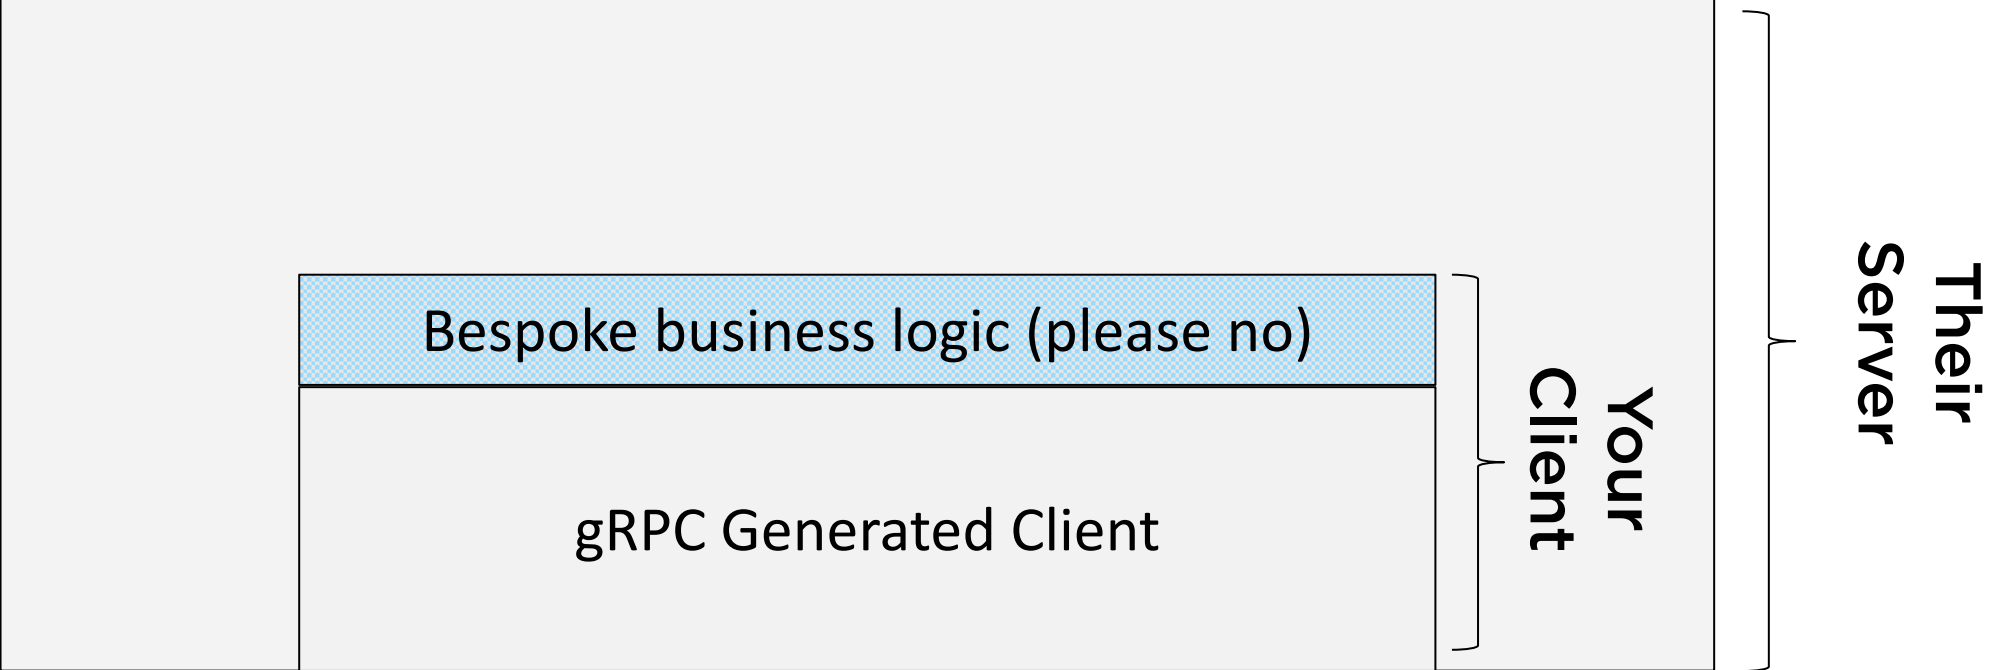 Bespoke business logic (please no)
gRPC Generated Client
Your
Client
Their
Server